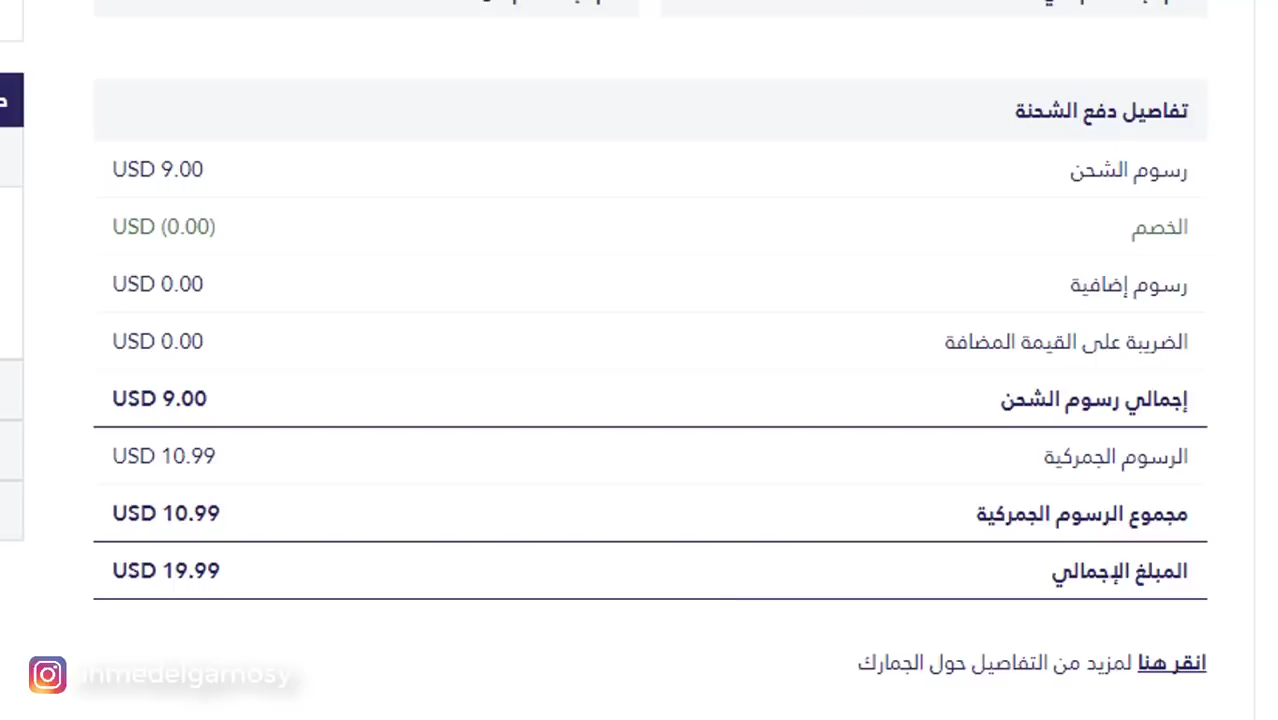 تفاصيل دفع الشحنة
رسوم الشحن USD 9.00
الخصم USD (0.00)
رسوم إضافية USD 0.00
الضريبة على القيمة المضافة USD 0.00
إجمالي رسوم الشحن USD 9.00
الرسوم الجمركية USD 10.99
مجموع الرسوم الجمركية USD 10.99
المبلغ الإجمالي USD 19.99
انقر هنا لمزيد من التفاصيل حول الجمارك